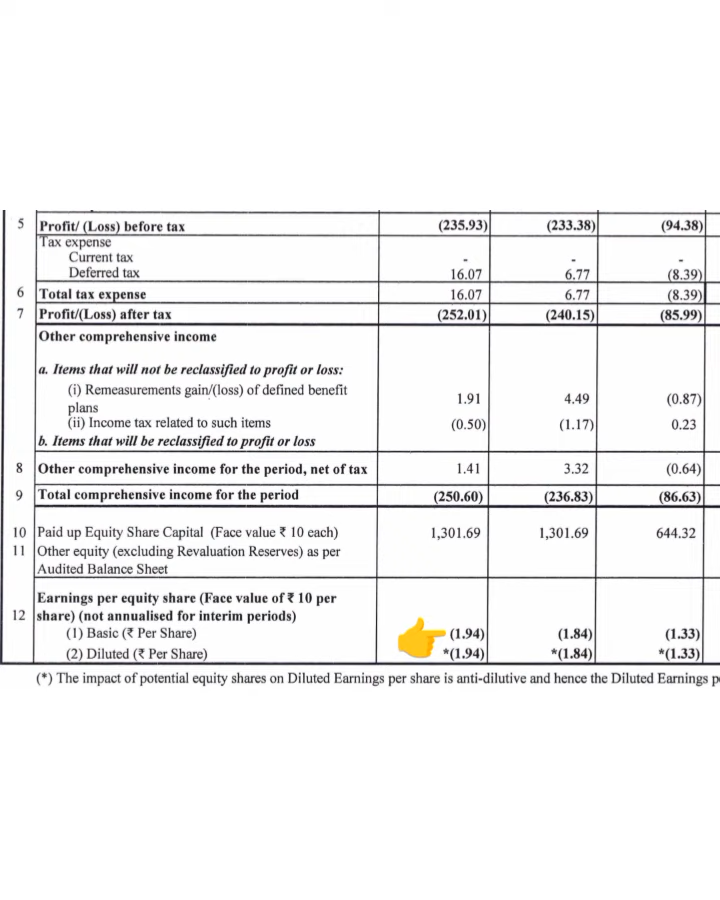 5 Profit/ (Loss) before tax (235.93) (233.38) (94.38)
Tax expense
Current tax - - -
Deferred tax 16.07 6.77 (8.39)
6 Total tax expense 16.07 6.77 (8.39)
7 Profit/(Loss) after tax (252.01) (240.15) (85.99)
Other comprehensive income
a. Items that will not be reclassified to profit or loss:
(i) Remeasurements gain/(loss) of defined benefit
plans 1.91 4.49 (0.87)
(ii) Income tax related to such items (0.50) (1.17) 0.23
b. Items that will be reclassified to profit or loss
8 Other comprehensive income for the period, net of tax 1.41 3.32 (0.64)
9 Total comprehensive income for the period (250.60) (236.83) (86.63)
10 Paid up Equity Share Capital (Face value ₹ 10 each) 1,301.69 1,301.69 644.32
11 Other equity (excluding Revaluation Reserves) as per
Audited Balance Sheet
Earnings per equity share (Face value of ₹ 10 per
12 share) (not annualised for interim periods)
(1) Basic (₹ Per Share) (1.94) (1.84) (1.33)
(2) Diluted (₹ Per Share) *(1.94) *(1.84) *(1.33)
(*) The impact of potential equity shares on Diluted Earnings per share is anti-dilutive and hence the Diluted Earnings